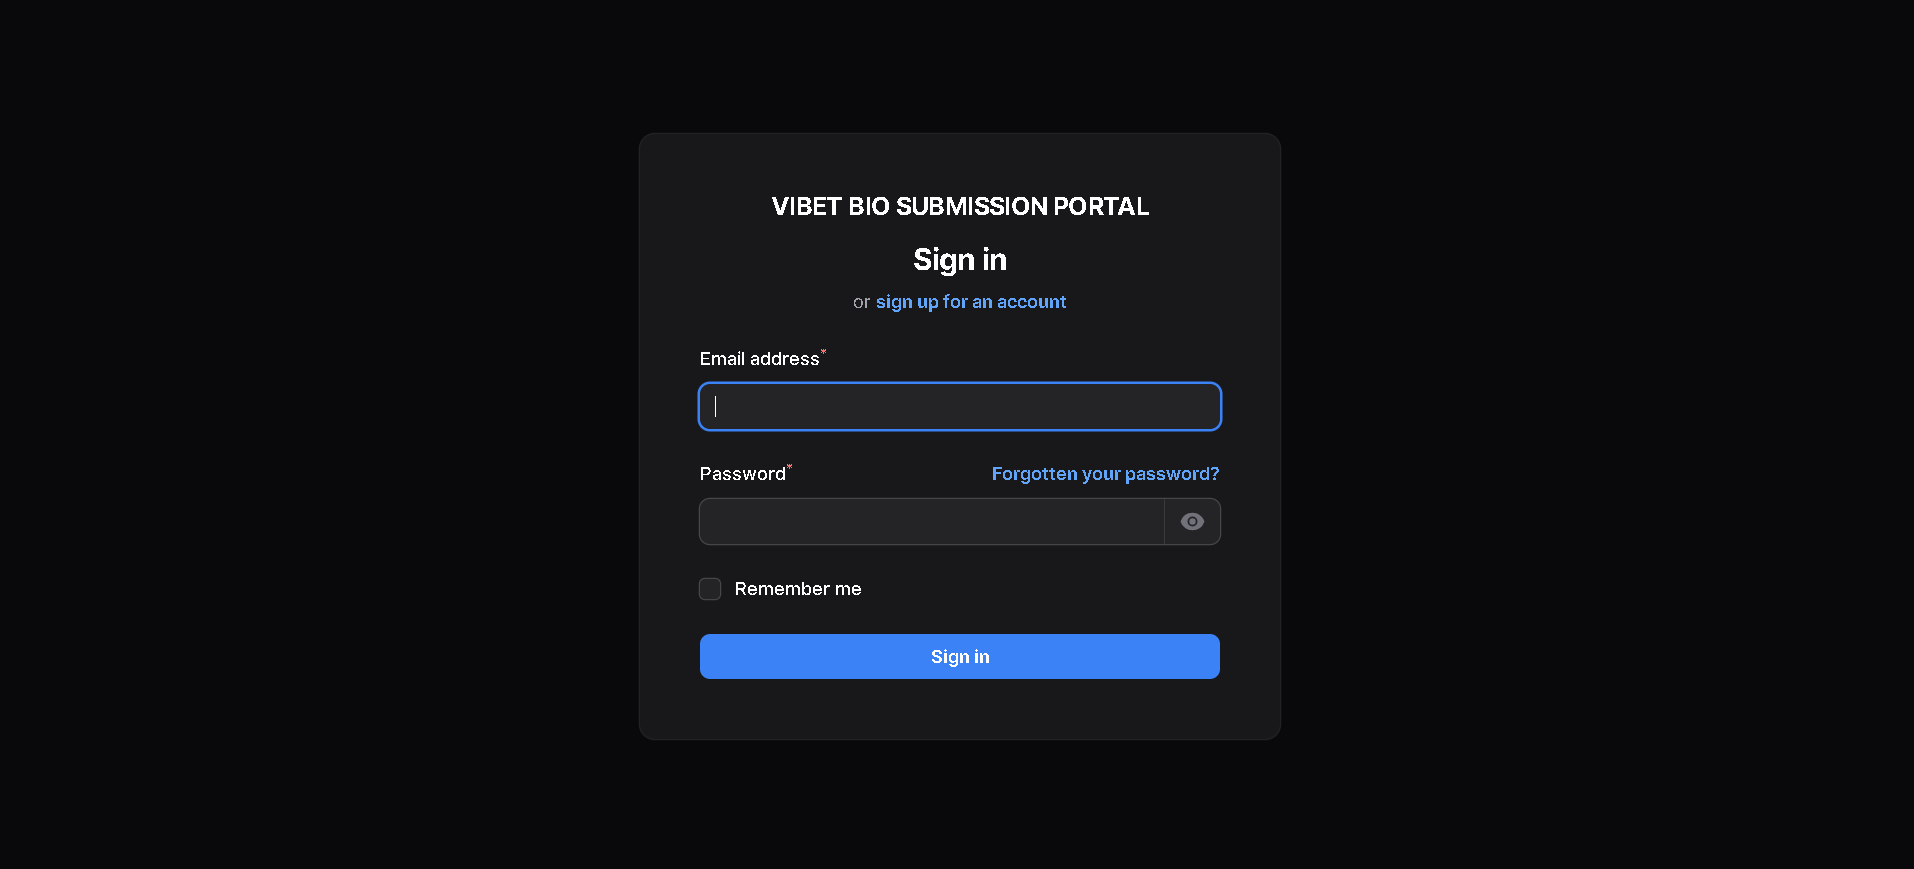 VIBET BIO SUBMISSION PORTAL
Sign in
or sign up for an account
Email address*
Password* Forgotten your password?
Remember me
Sign in